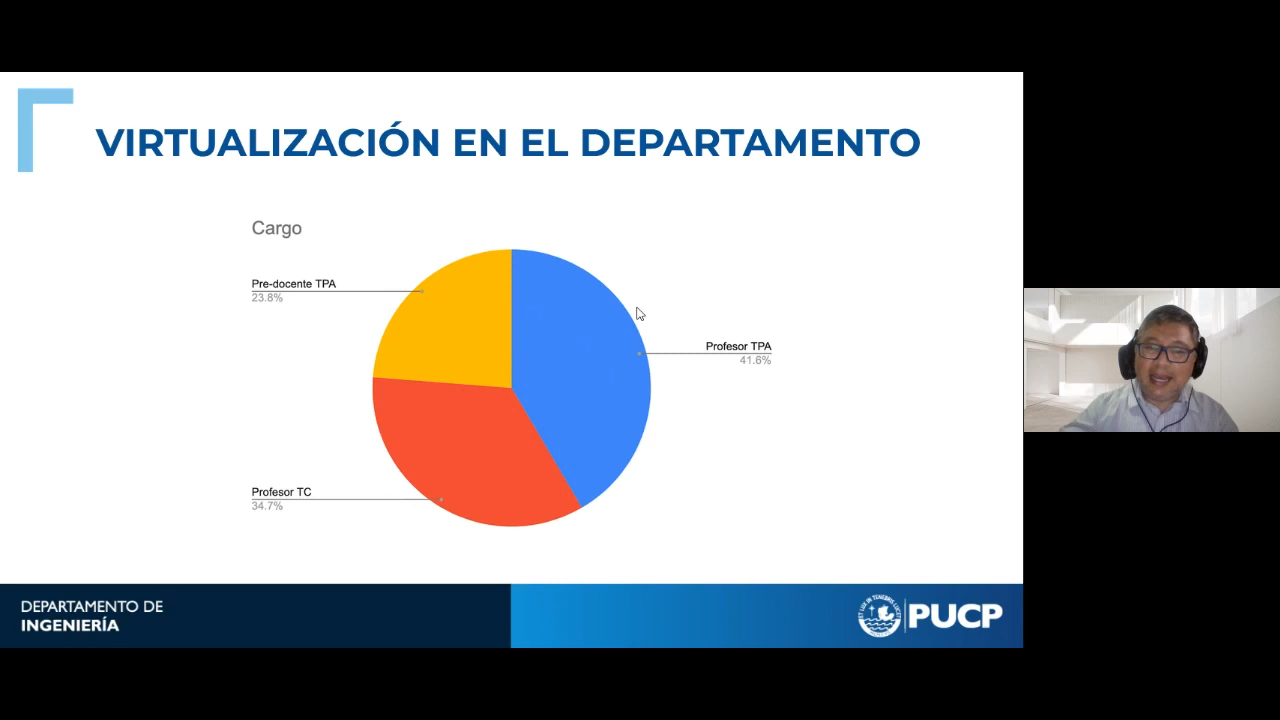 VIRTUALIZACIÓN EN EL DEPARTAMENTO
Cargo
Pre-docente TPA
23.8%
Profesor TPA
41.6%
Profesor TC
34.7%
DEPARTAMENTO DE
INGENIERÍA
PUCP